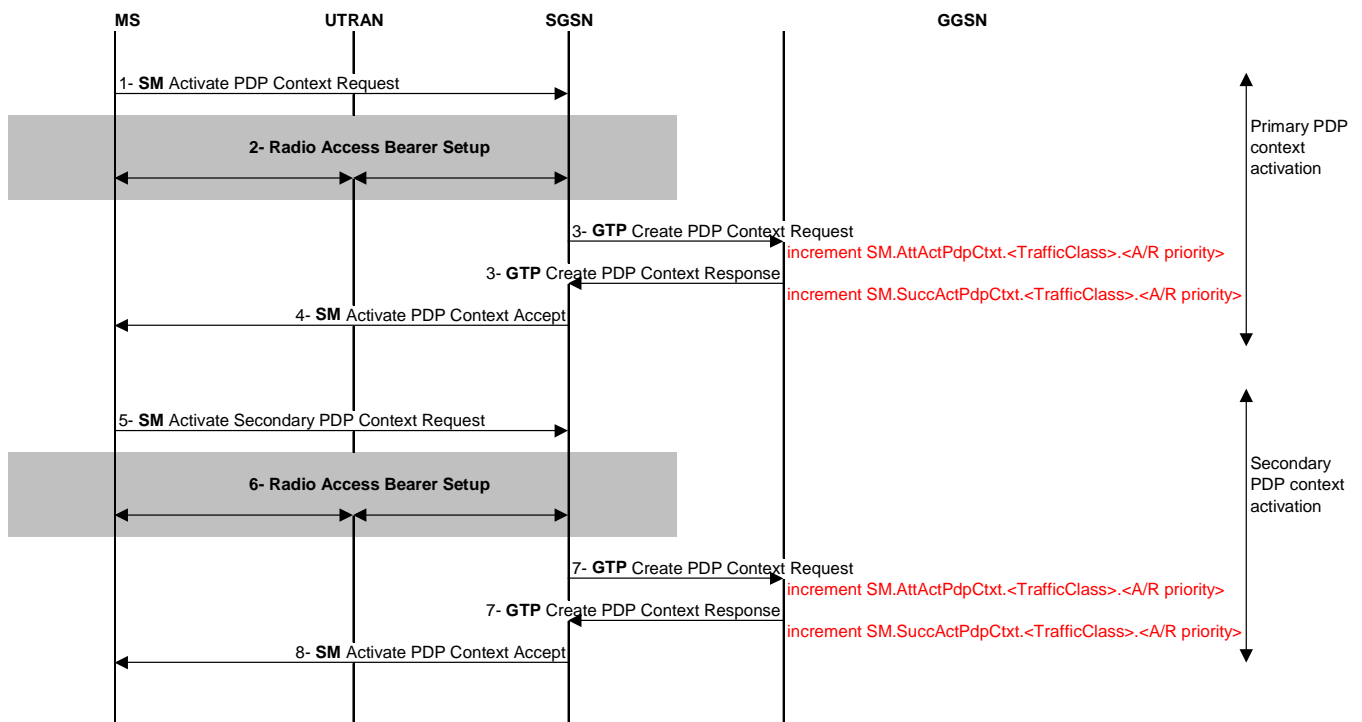 MS UTRAN SGSN GGSN
1- SM Activate PDP Context Request
Primary PDP
context
activation
2- Radio Access Bearer Setup
3- GTP Create PDP Context Request
increment SM.AttActPdpCtxt.<TrafficClass>.<A/R priority>
3- GTP Create PDP Context Response
increment SM.SuccActPdpCtxt.<TrafficClass>.<A/R priority>
4- SM Activate PDP Context Accept
5- SM Activate Secondary PDP Context Request
Secondary
PDP context
activation
6- Radio Access Bearer Setup
7- GTP Create PDP Context Request
increment SM.AttActPdpCtxt.<TrafficClass>.<A/R priority>
7- GTP Create PDP Context Response
increment SM.SuccActPdpCtxt.<TrafficClass>.<A/R priority>
8- SM Activate PDP Context Accept